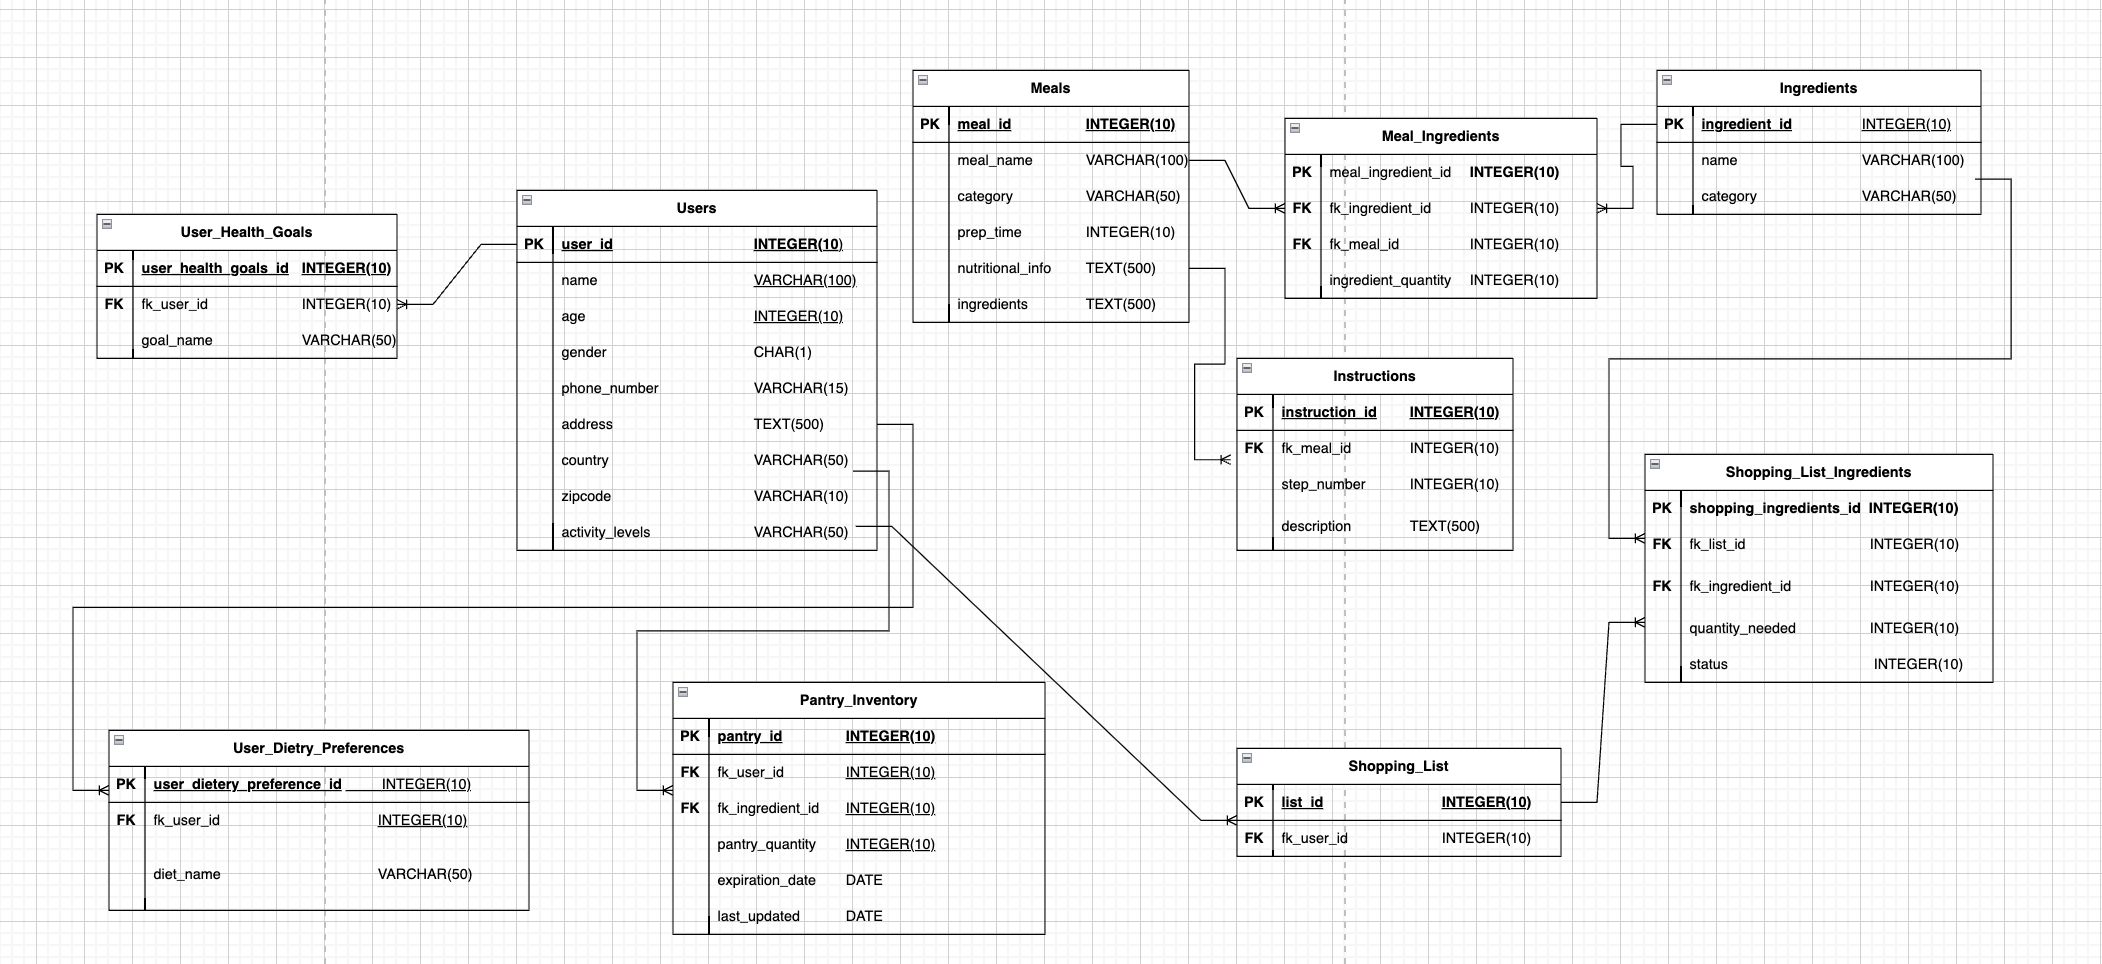 Meals
PK meal_id INTEGER(10)
meal_name VARCHAR(100)
category VARCHAR(50)
prep_time INTEGER(10)
nutritional_info TEXT(500)
ingredients TEXT(500)
Meal_Ingredients
PK meal_ingredient_id INTEGER(10)
FK fk_ingredient_id INTEGER(10)
FK fk_meal_id INTEGER(10)
ingredient_quantity INTEGER(10)
Ingredients
PK ingredient_id INTEGER(10)
name VARCHAR(100)
category VARCHAR(50)
User_Health_Goals
PK user_health_goals_id INTEGER(10)
FK fk_user_id INTEGER(10)
goal_name VARCHAR(50)
Users
PK user_id INTEGER(10)
name VARCHAR(100)
age INTEGER(10)
gender CHAR(1)
phone_number VARCHAR(15)
address TEXT(500)
country VARCHAR(50)
zipcode VARCHAR(10)
activity_levels VARCHAR(50)
Instructions
PK instruction_id INTEGER(10)
FK fk_meal_id INTEGER(10)
step_number INTEGER(10)
description TEXT(500)
Shopping_List_Ingredients
PK shopping_ingredients_id INTEGER(10)
FK fk_list_id INTEGER(10)
FK fk_ingredient_id INTEGER(10)
quantity_needed INTEGER(10)
status INTEGER(10)
User_Dietry_Preferences
PK user_dietery_preference_id INTEGER(10)
FK fk_user_id INTEGER(10)
diet_name VARCHAR(50)
Pantry_Inventory
PK pantry_id INTEGER(10)
FK fk_user_id INTEGER(10)
FK fk_ingredient_id INTEGER(10)
pantry_quantity INTEGER(10)
expiration_date DATE
last_updated DATE
Shopping_List
PK list_id INTEGER(10)
FK fk_user_id INTEGER(10)